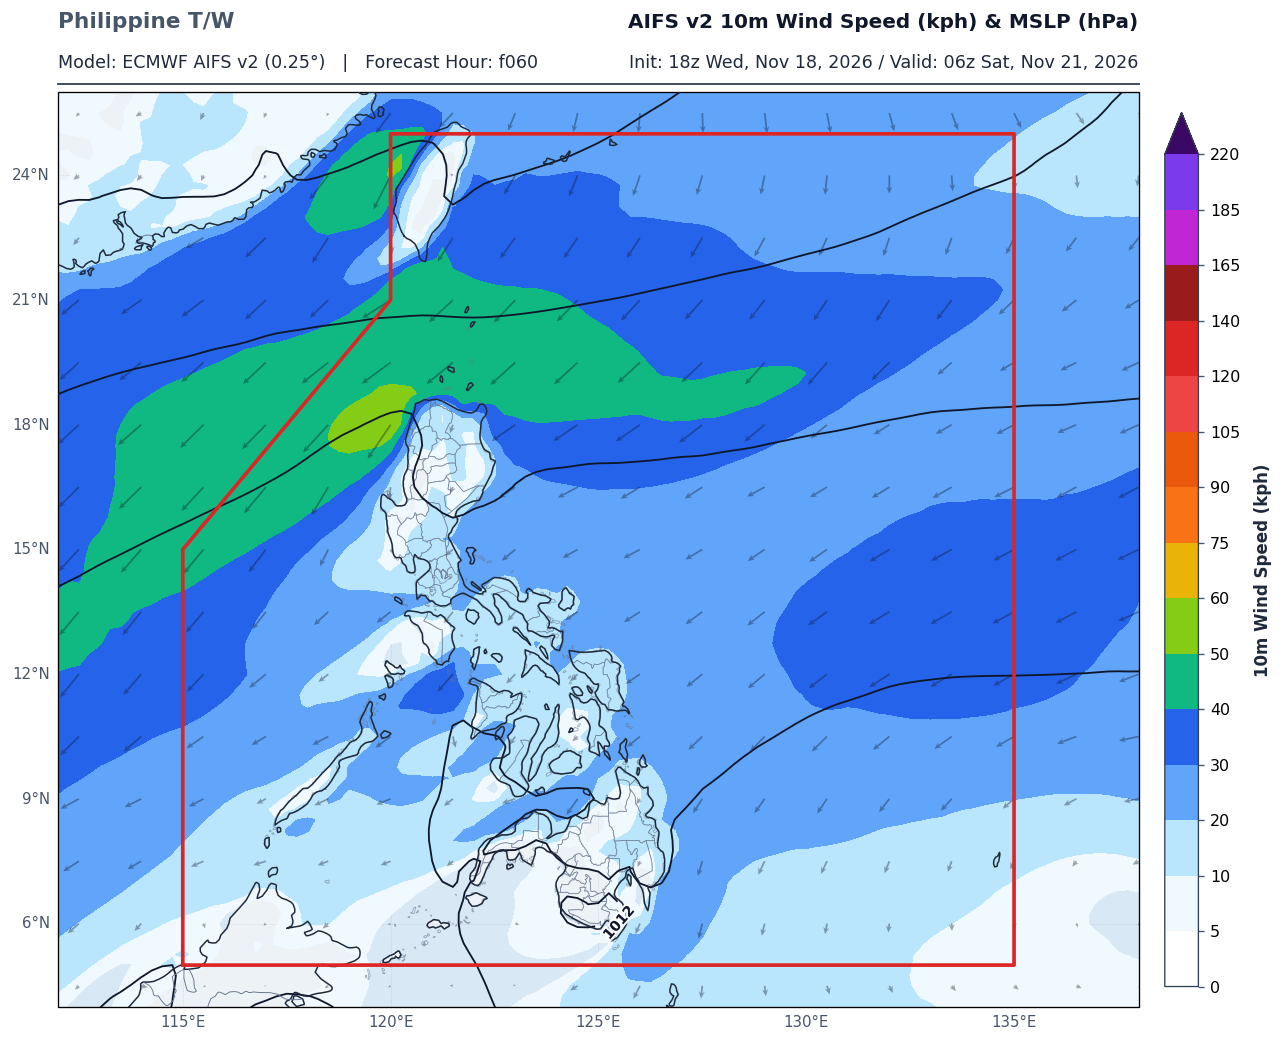 Philippine T/W
AIFS v2 10m Wind Speed (kph) & MSLP (hPa)
Model: ECMWF AIFS v2 (0.25°) | Forecast Hour: f060
Init: 18z Wed, Nov 18, 2026 / Valid: 06z Sat, Nov 21, 2026
24°N
21°N
18°N
15°N
12°N
9°N
6°N
115°E
120°E
125°E
130°E
135°E
1012
220
185
165
140
120
105
90
75
60
50
40
30
20
10
5
0
10m Wind Speed (kph)